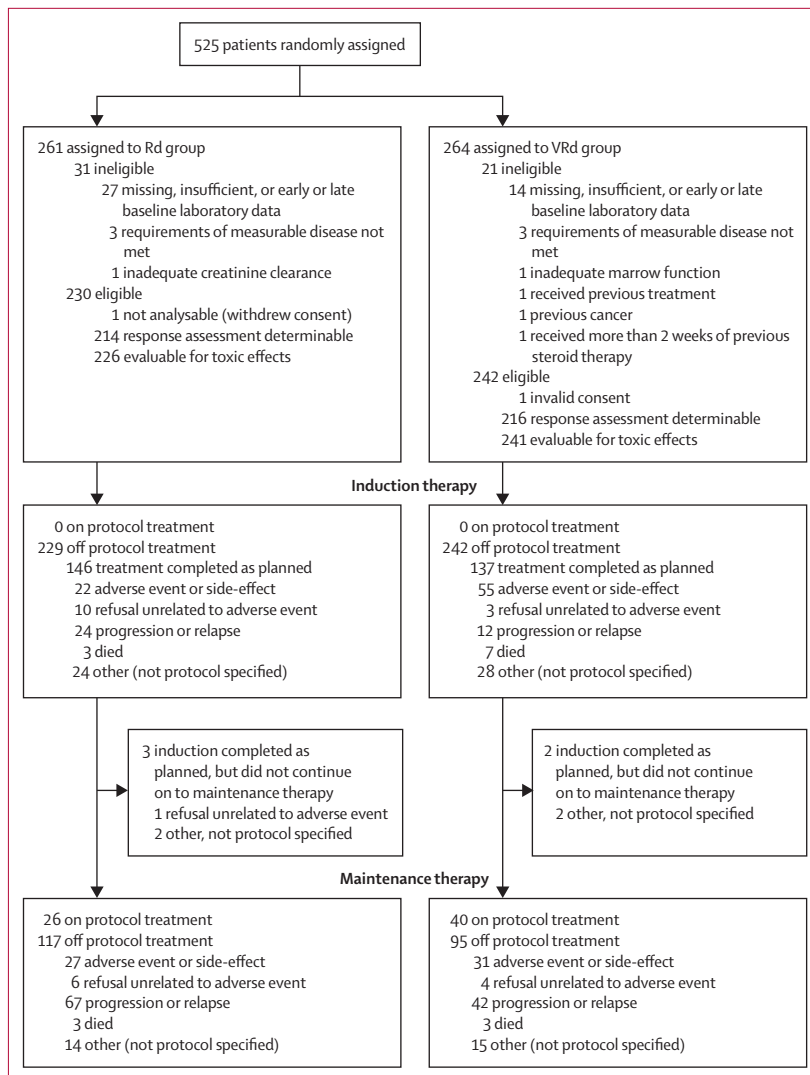 525 patients randomly assigned
261 assigned to Rd group
31 ineligible
27 missing, insufficient, or early or late
baseline laboratory data
3 requirements of measurable disease not
met
1 inadequate creatinine clearance
230 eligible
1 not analysable (withdrew consent)
214 response assessment determinable
226 evaluable for toxic effects
264 assigned to VRd group
21 ineligible
14 missing, insufficient, or early or late
baseline laboratory data
3 requirements of measurable disease not
met
1 inadequate marrow function
1 received previous treatment
1 previous cancer
1 received more than 2 weeks of previous
steroid therapy
242 eligible
1 invalid consent
216 response assessment determinable
241 evaluable for toxic effects
Induction therapy
0 on protocol treatment
229 off protocol treatment
146 treatment completed as planned
22 adverse event or side-effect
10 refusal unrelated to adverse event
24 progression or relapse
3 died
24 other (not protocol specified)
0 on protocol treatment
242 off protocol treatment
137 treatment completed as planned
55 adverse event or side-effect
3 refusal unrelated to adverse event
12 progression or relapse
7 died
28 other (not protocol specified)
3 induction completed as
planned, but did not continue
on to maintenance therapy
1 refusal unrelated to adverse event
2 other, not protocol specified
2 induction completed as
planned, but did not continue
on to maintenance therapy
2 other, not protocol specified
Maintenance therapy
26 on protocol treatment
117 off protocol treatment
27 adverse event or side-effect
6 refusal unrelated to adverse event
67 progression or relapse
3 died
14 other (not protocol specified)
40 on protocol treatment
95 off protocol treatment
31 adverse event or side-effect
4 refusal unrelated to adverse event
42 progression or relapse
3 died
15 other (not protocol specified)